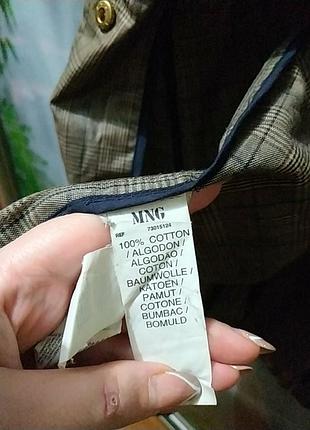 MNG
REF 73015124
100% COTTON
/ ALGODON /
ALGODAO /
COTON /
BAUMWOLLE /
KATOEN /
PAMUT /
COTONE /
BUMBAC /
BOMULD